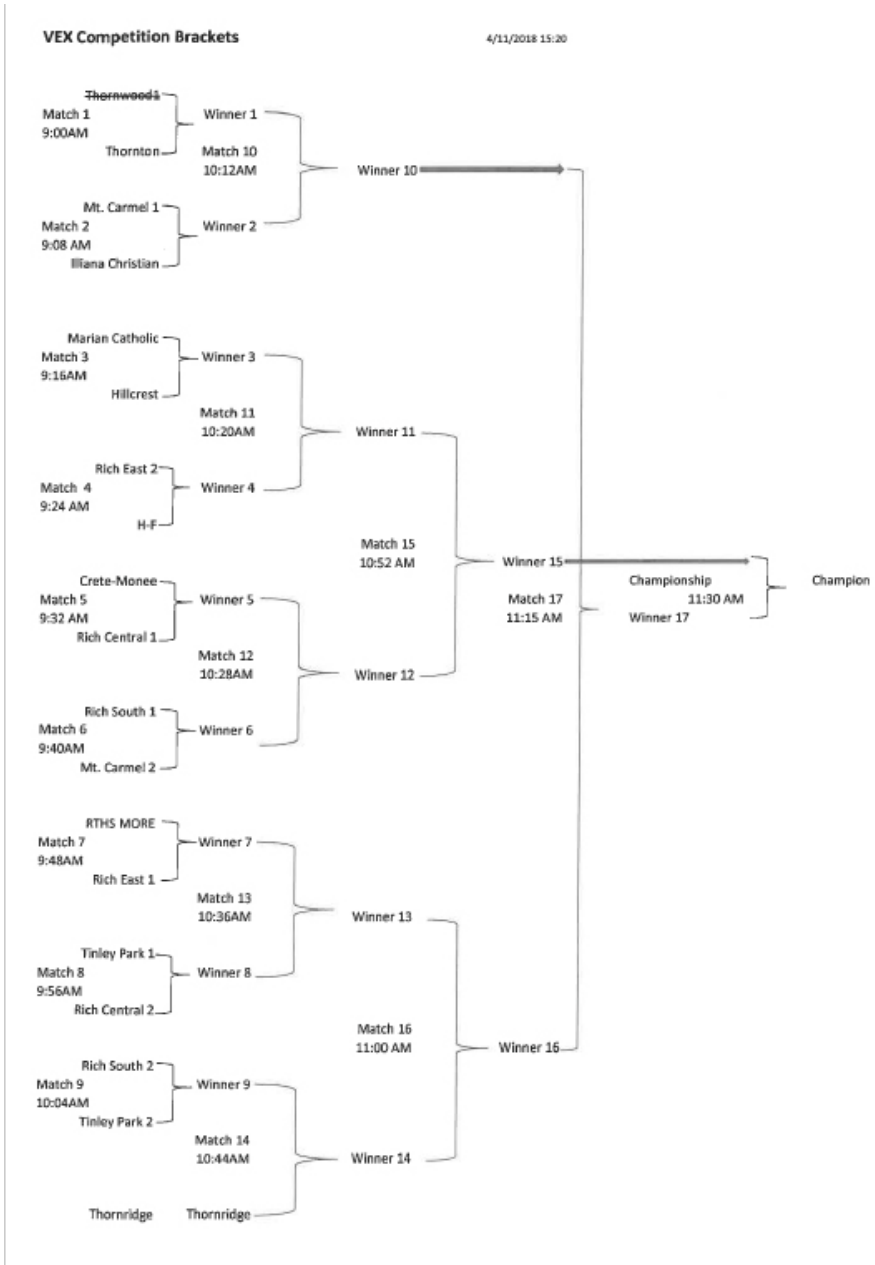 VEX Competition Brackets 4/11/2018 15:20
Thornwood1
Match 1 Winner 1
9:00AM
Thornton Match 10
10:12AM Winner 10
Mt. Carmel 1
Match 2 Winner 2
9:08 AM
Illiana Christian
Marian Catholic
Match 3 Winner 3
9:16AM
Hillcrest
Match 11
10:20AM Winner 11
Rich East 2
Match 4 Winner 4
9:24 AM
H-F
Match 15
10:52 AM Winner 15
Crete-Monee Championship Champion
Match 5 Winner 5 Match 17 11:30 AM
9:32 AM 11:15 AM Winner 17
Rich Central 1
Match 12
10:28AM Winner 12
Rich South 1
Match 6 Winner 6
9:40AM
Mt. Carmel 2
RTHS MORE
Match 7 Winner 7
9:48AM
Rich East 1
Match 13
10:36AM Winner 13
Tinley Park 1
Match 8 Winner 8
9:56AM
Rich Central 2
Match 16
11:00 AM Winner 16
Rich South 2
Match 9 Winner 9
10:04AM
Tinley Park 2
Match 14
10:44AM Winner 14
Thornridge Thornridge